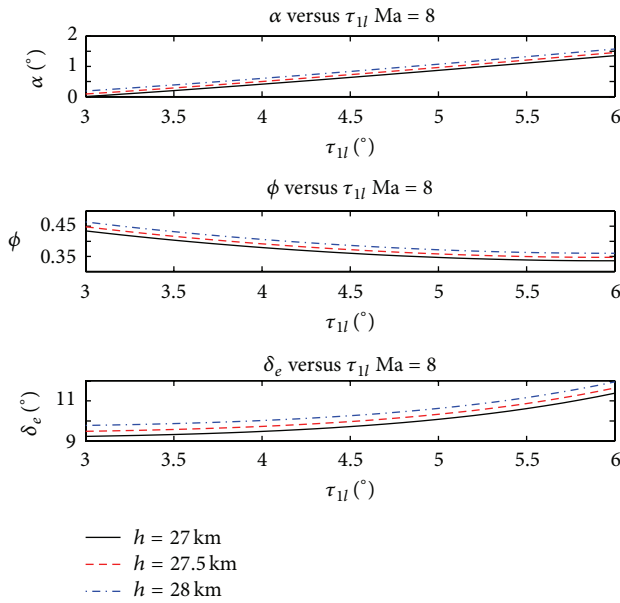 α versus τ1l Ma = 8
2
1
0
α (°)
3 3.5 4 4.5 5 5.5 6
τ1l (°)
ϕ versus τ1l Ma = 8
0.45
0.35
ϕ
3 3.5 4 4.5 5 5.5 6
τ1l (°)
δe versus τ1l Ma = 8
11
9
δe (°)
3 3.5 4 4.5 5 5.5 6
τ1l (°)
h = 27 km
h = 27.5 km
h = 28 km